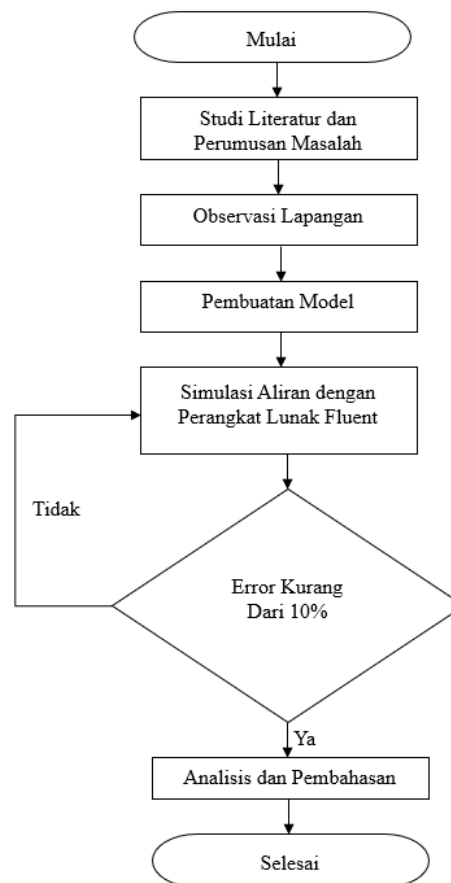 Mulai
Studi Literatur dan
Perumusan Masalah
Observasi Lapangan
Pembuatan Model
Simulasi Aliran dengan
Perangkat Lunak Fluent
Tidak
Error Kurang
Dari 10%
Ya
Analisis dan Pembahasan
Selesai